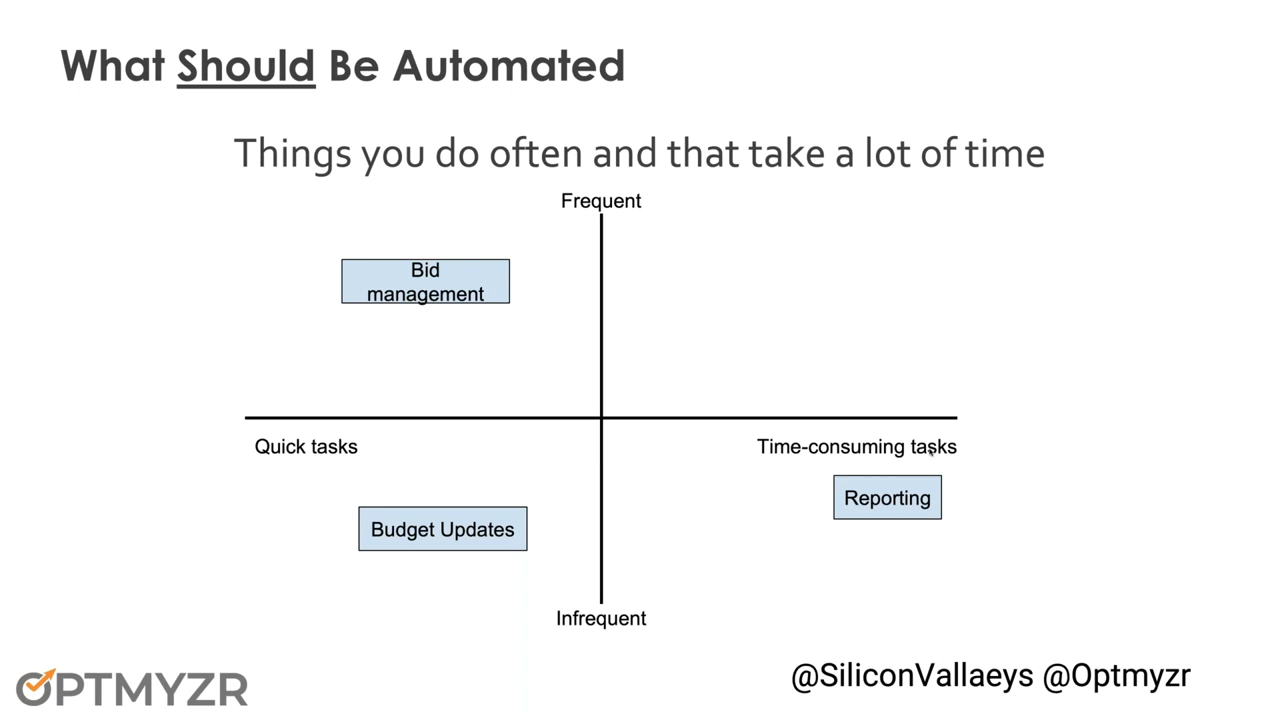 What Should Be Automated
Things you do often and that take a lot of time
Frequent
Bid
management
Quick tasks
Time-consuming tasks
Reporting
Budget Updates
Infrequent
OPTMYZR
@SiliconVallaeys @Optmyzr